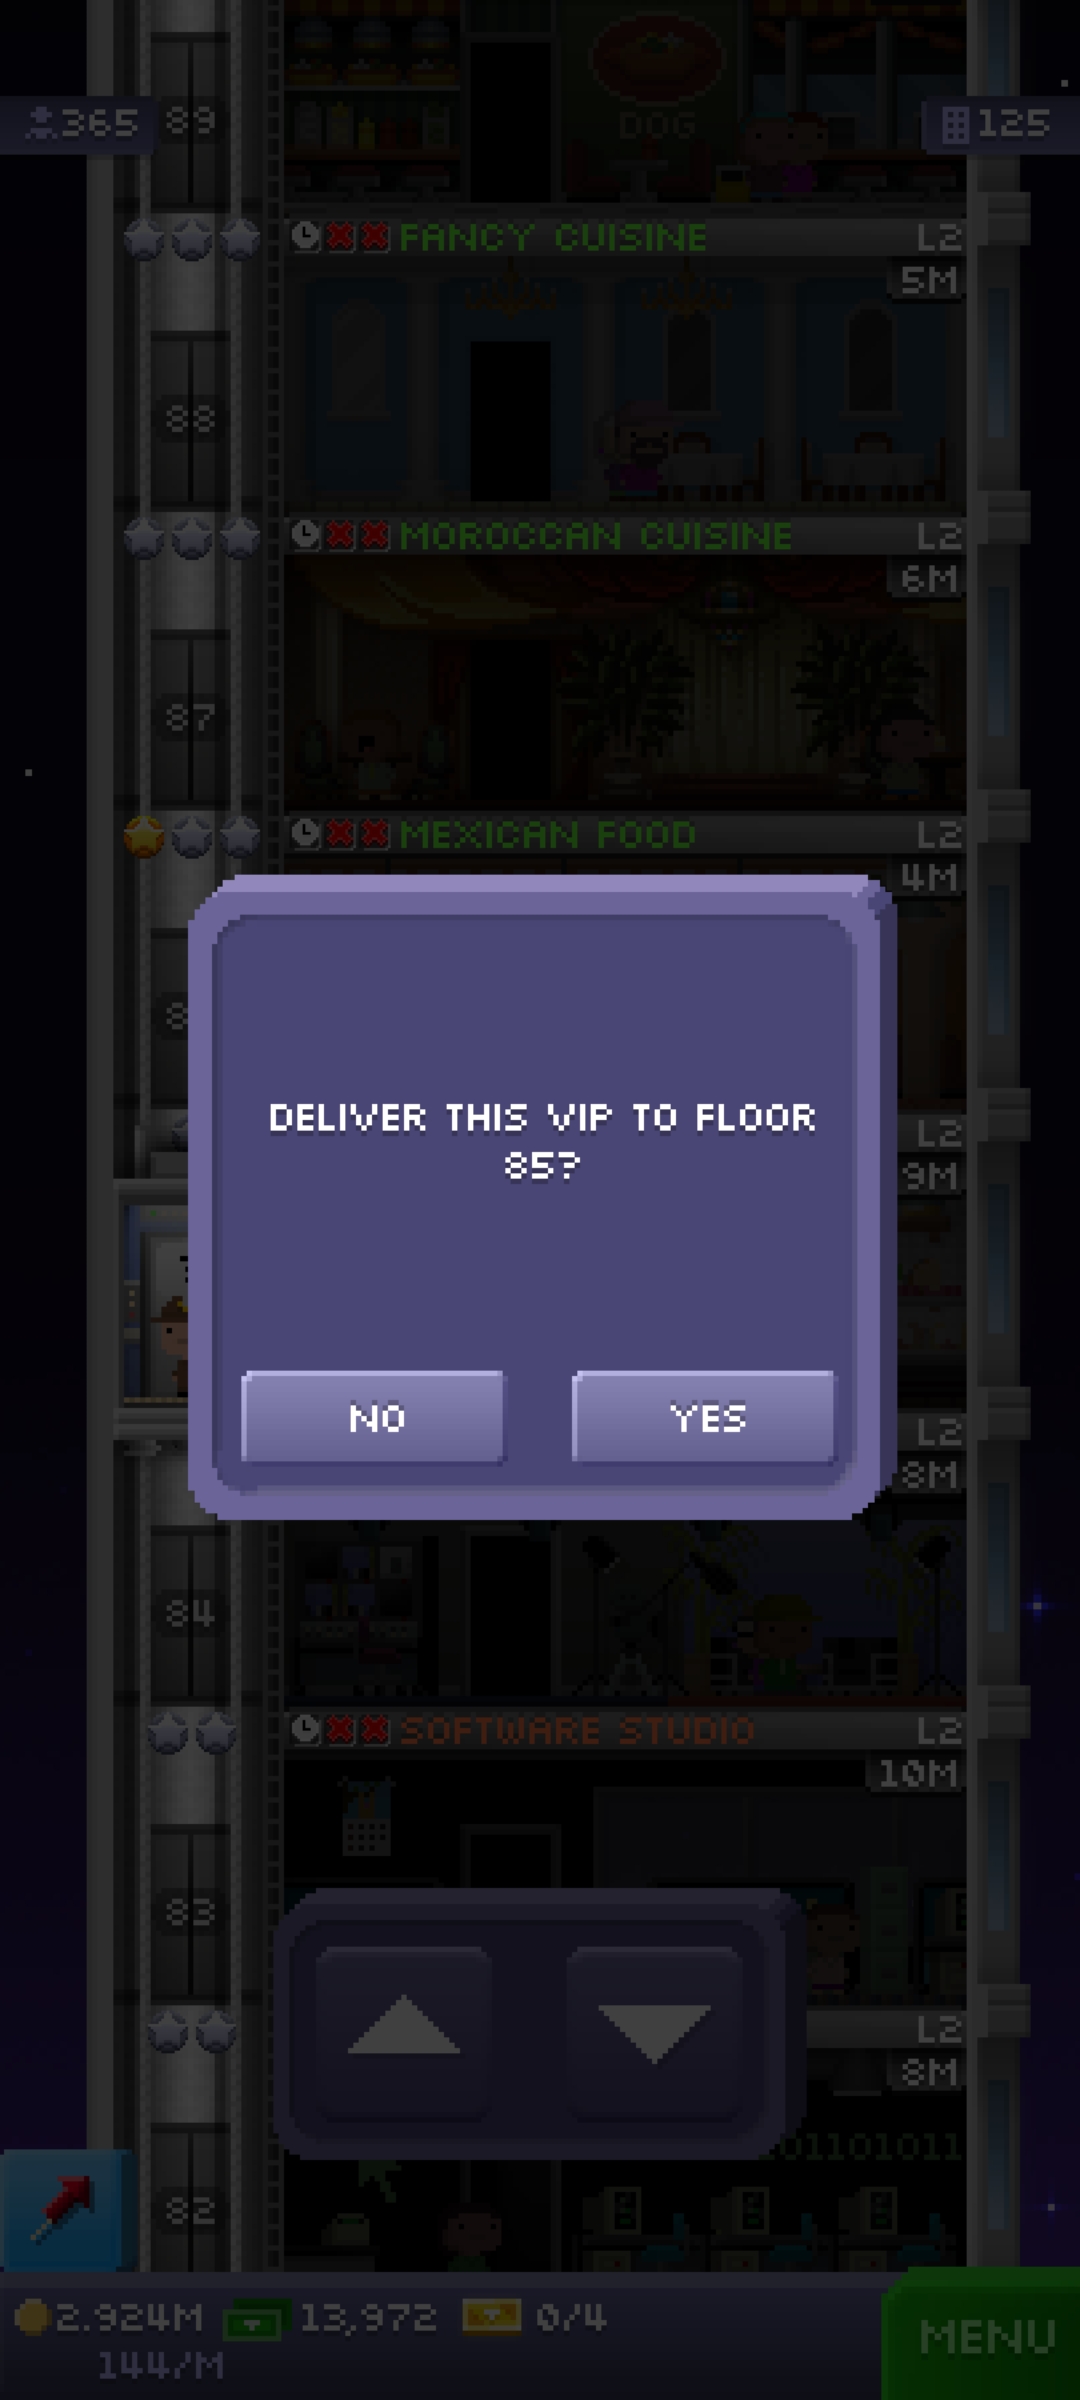 DOG
365
89
125
FANCY CUISINE
L2
5M
88
MOROCCAN CUISINE
L2
6M
87
MEXICAN FOOD
L2
4M
L2
9M
DELIVER THIS VIP TO FLOOR
85?
NO
YES
L2
8M
84
SOFTWARE STUDIO
L2
10M
83
L2
8M
01101011
82
2.924M
13,972
0/4
MENU
144/M